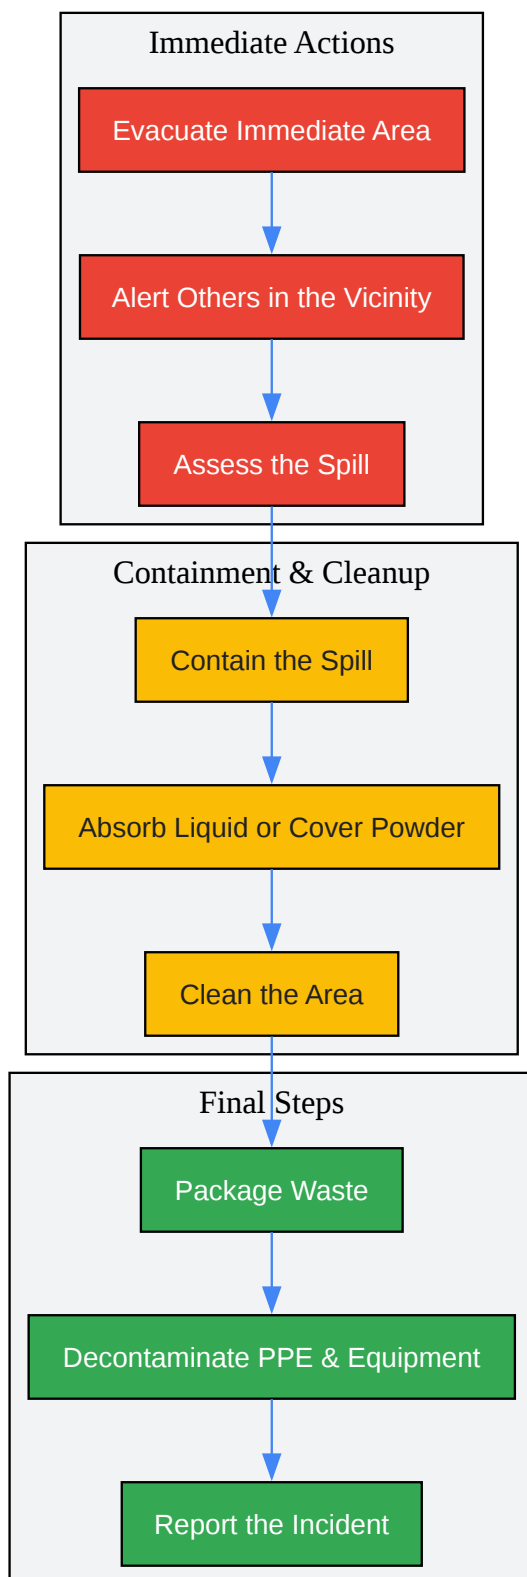 Immediate Actions
Evacuate Immediate Area
Alert Others in the Vicinity
Assess the Spill
Containment & Cleanup
Contain the Spill
Absorb Liquid or Cover Powder
Clean the Area
Final Steps
Package Waste
Decontaminate PPE & Equipment
Report the Incident